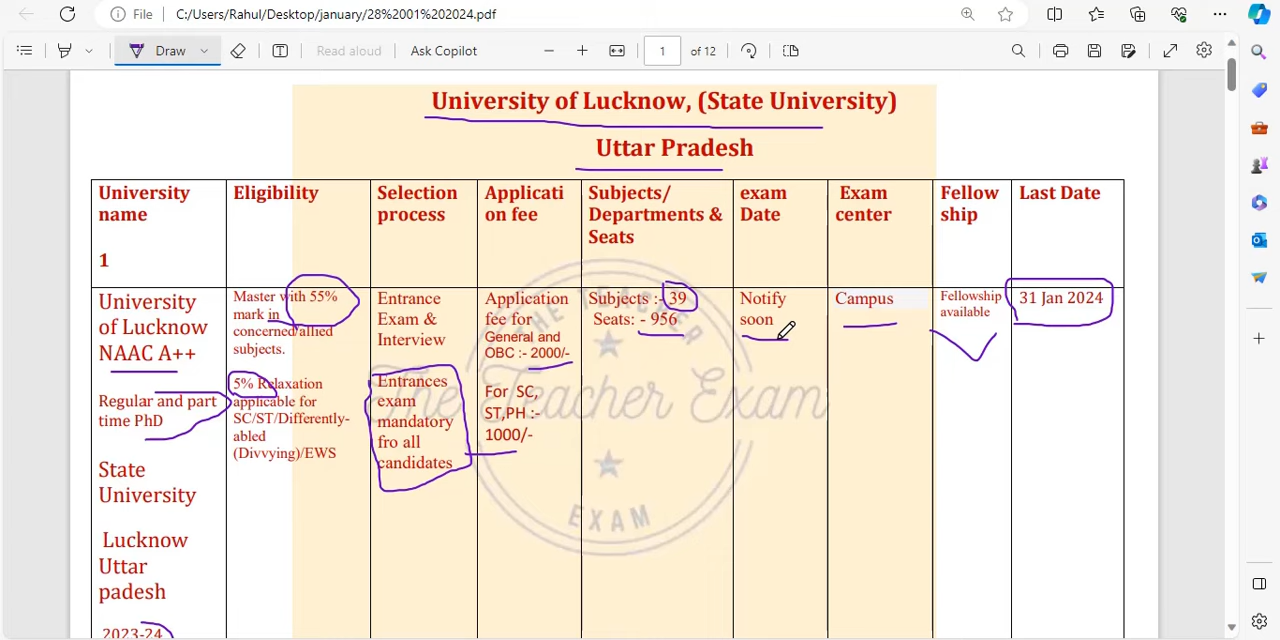 File
C:/Users/Rahul/Desktop/january/28%2001%202024.pdf
Draw
Read aloud
Ask Copilot
1
of 12
University of Lucknow, (State University)
Uttar Pradesh
University
name
1
Eligibility
Selection
process
Applicati
on fee
Subjects/
Departments &
Seats
exam
Date
Exam
center
Fellow
ship
Last Date
University
of Lucknow
NAAC A++
Regular and part
time PhD
State
University
Lucknow
Uttar
padesh
2023-24
Master with 55%
mark in
concerned/allied
subjects.
5% Relaxation
applicable for
SC/ST/Differently-
abled
(Divvying)/EWS
Entrance
Exam &
Interview
Entrances
exam
mandatory
fro all
candidates
Application
fee for
General and
OBC :- 2000/-
For SC,
ST,PH :-
1000/-
Subjects :- 39
Seats: - 956
Notify
soon
Campus
Fellowship
available
31 Jan 2024
THE TEACHER
The Teacher Exam
EXAM